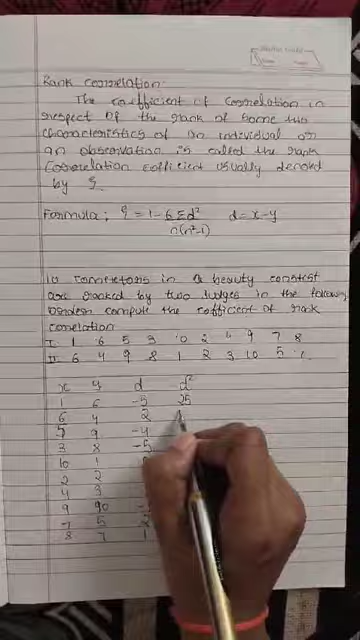 Rank correlation:
The coefficient of correlation in
respect of the rank of some two
characteristics of an individual or
an observation is called the rank
Correlation coefficient usually denoted
by ς
Formula; ς = 1 - 6Σd² d = x-y
n(n²-1)
10 competetors in a beauty constest
are ranked by two judges in the following
border compute the coefficient of rank
correlation
I: 1 6 5 3 10 2 4 9 7 8
II: 6 4 9 8 1 2 3 10 5
x y d d²
1 6 -5 25
6 4 2
5 9 -4
3 8 -5
10 1
2 2
4 3
9 10
7 5 2
8 7 1